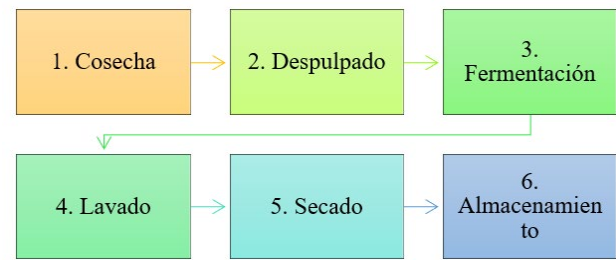 1. Cosecha
2. Despulpado
3.
Fermentación
4. Lavado
5. Secado
6.
Almacenamien
to